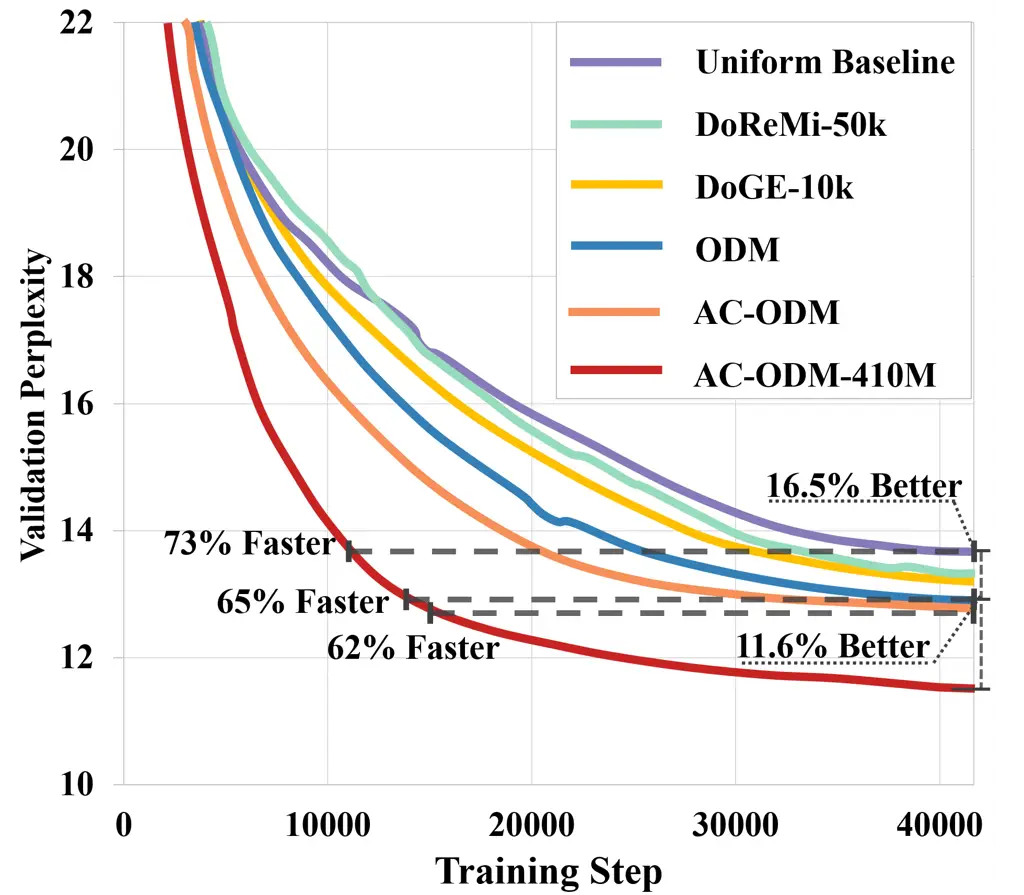 22
20
18
16
14
12
10
Validation Perplexity
Uniform Baseline
DoReMi-50k
DoGE-10k
ODM
AC-ODM
AC-ODM-410M
16.5% Better
73% Faster
65% Faster
62% Faster
11.6% Better
0
10000
20000
30000
40000
Training Step